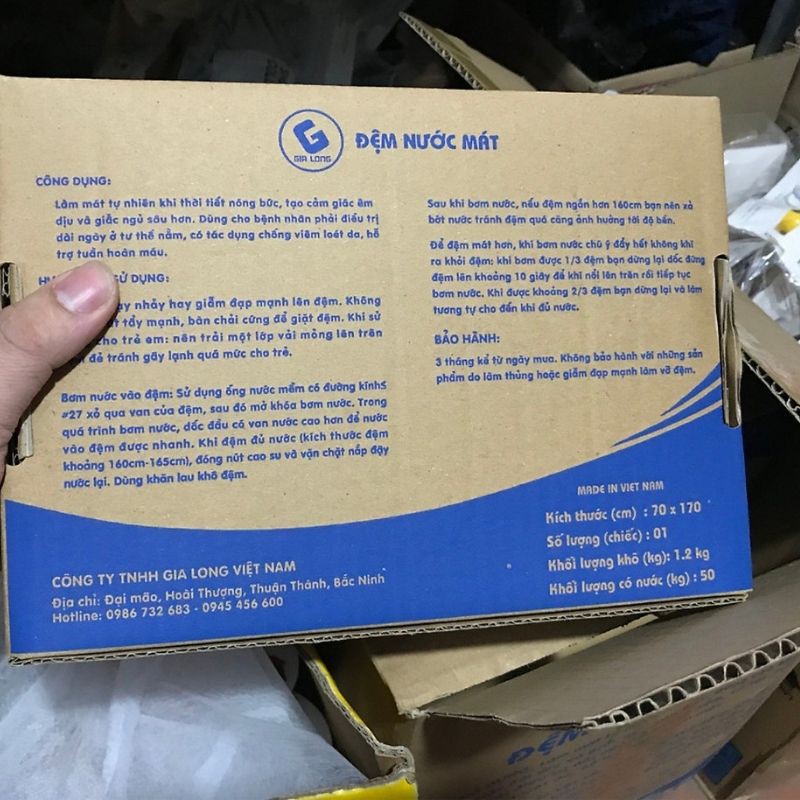 GIA LONG
ĐỆM NƯỚC MÁT
CÔNG DỤNG:
Làm mát tự nhiên khi thời tiết nóng bức, tạo cảm giác êm
dịu và giấc ngủ sâu hơn. Dùng cho bệnh nhân phải điều trị
dài ngày ở tư thế nằm, có tác dụng chống viêm loét da, hỗ
trợ tuần hoàn máu.
SỬ DỤNG:
nhảy hay giẫm đạp mạnh lên đệm. Không
tẩy mạnh, bàn chải cứng để giặt đệm. Khi sử
cho trẻ em: nên trải một lớp vải mỏng lên trên
đẻ tránh gây lạnh quá mức cho trẻ.
Bơm nước vào đệm: Sử dụng ống nước mềm có đường kính
#27 xỏ qua van của đệm, sau đó mở khóa bơm nước. Trong
quá trình bơm nước, dốc đầu có van nước cao hơn để nước
vào đệm được nhanh. Khi đệm đủ nước (kích thước đệm
khoảng 160cm-165cm), đóng nút cao su và vặn chặt nắp đậy
nước lại. Dùng khăn lau khô đệm.
Sau khi bơm nước, nếu đệm ngắn hơn 160cm bạn nên xả
bớt nước tránh đệm quá căng ảnh hưởng tới độ bền.
Để đệm mát hơn, khi bơm nước chú ý đẩy hết không khí
ra khỏi đệm: khi bơm được 1/3 đệm bạn dừng lại dốc đứng
đệm lên khoảng 10 giây để khí nổi lên trên rồi tiếp tục
bơm nước. Khi được khoảng 2/3 đệm bạn dừng lại và làm
tương tự cho đến khi đủ nước.
BẢO HÀNH:
3 tháng kể từ ngày mua. Không bảo hành với những sản
phẩm do làm thủng hoặc giẫm đạp mạnh làm vỡ đệm.
MADE IN VIET NAM
Kích thước (cm) : 70 x 170
Số lượng (chiếc) : 01
Khối lượng khô (kg): 1.2 kg
Khối lượng có nước (kg) : 50
CÔNG TY TNHH GIA LONG VIỆT NAM
Địa chỉ: Đại mão, Hoài Thượng, Thuận Thành, Bắc Ninh
Hotline: 0986 732 683 - 0945 456 600
ĐỆM